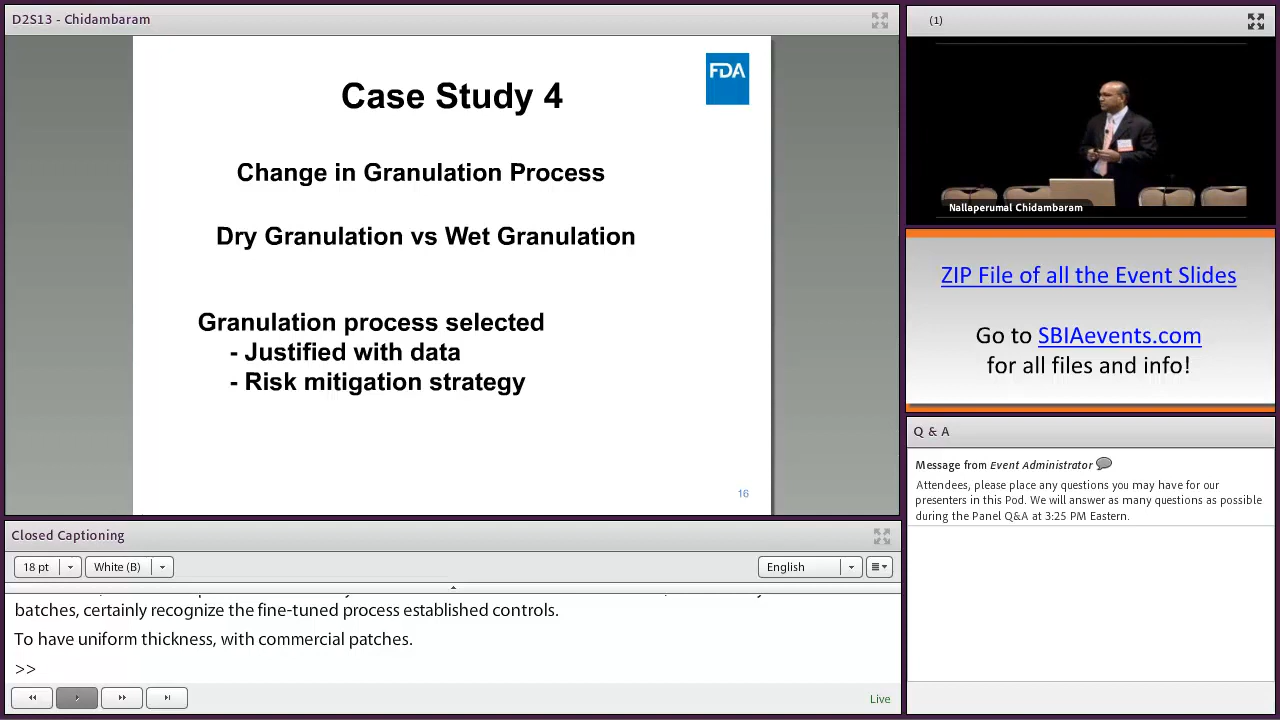 D2S13 - Chidambaram
FDA
Case Study 4
Change in Granulation Process
Dry Granulation vs Wet Granulation
Granulation process selected
- Justified with data
- Risk mitigation strategy
16
(1)
Nallaperumal Chidambaram
ZIP File of all the Event Slides
Go to SBIAevents.com
for all files and info!
Q & A
Message from Event Administrator
Attendees, please place any questions you may have for our
presenters in this Pod. We will answer as many questions as possible
during the Panel Q&A at 3:25 PM Eastern.
Closed Captioning
18 pt
White (B)
English
batches, certainly recognize the fine-tuned process established controls.
To have uniform thickness, with commercial patches.
>>
Live